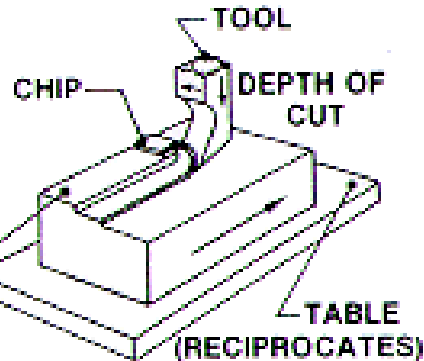 TOOL
CHIP
DEPTH OF
CUT
TABLE
(RECIPROCATES)